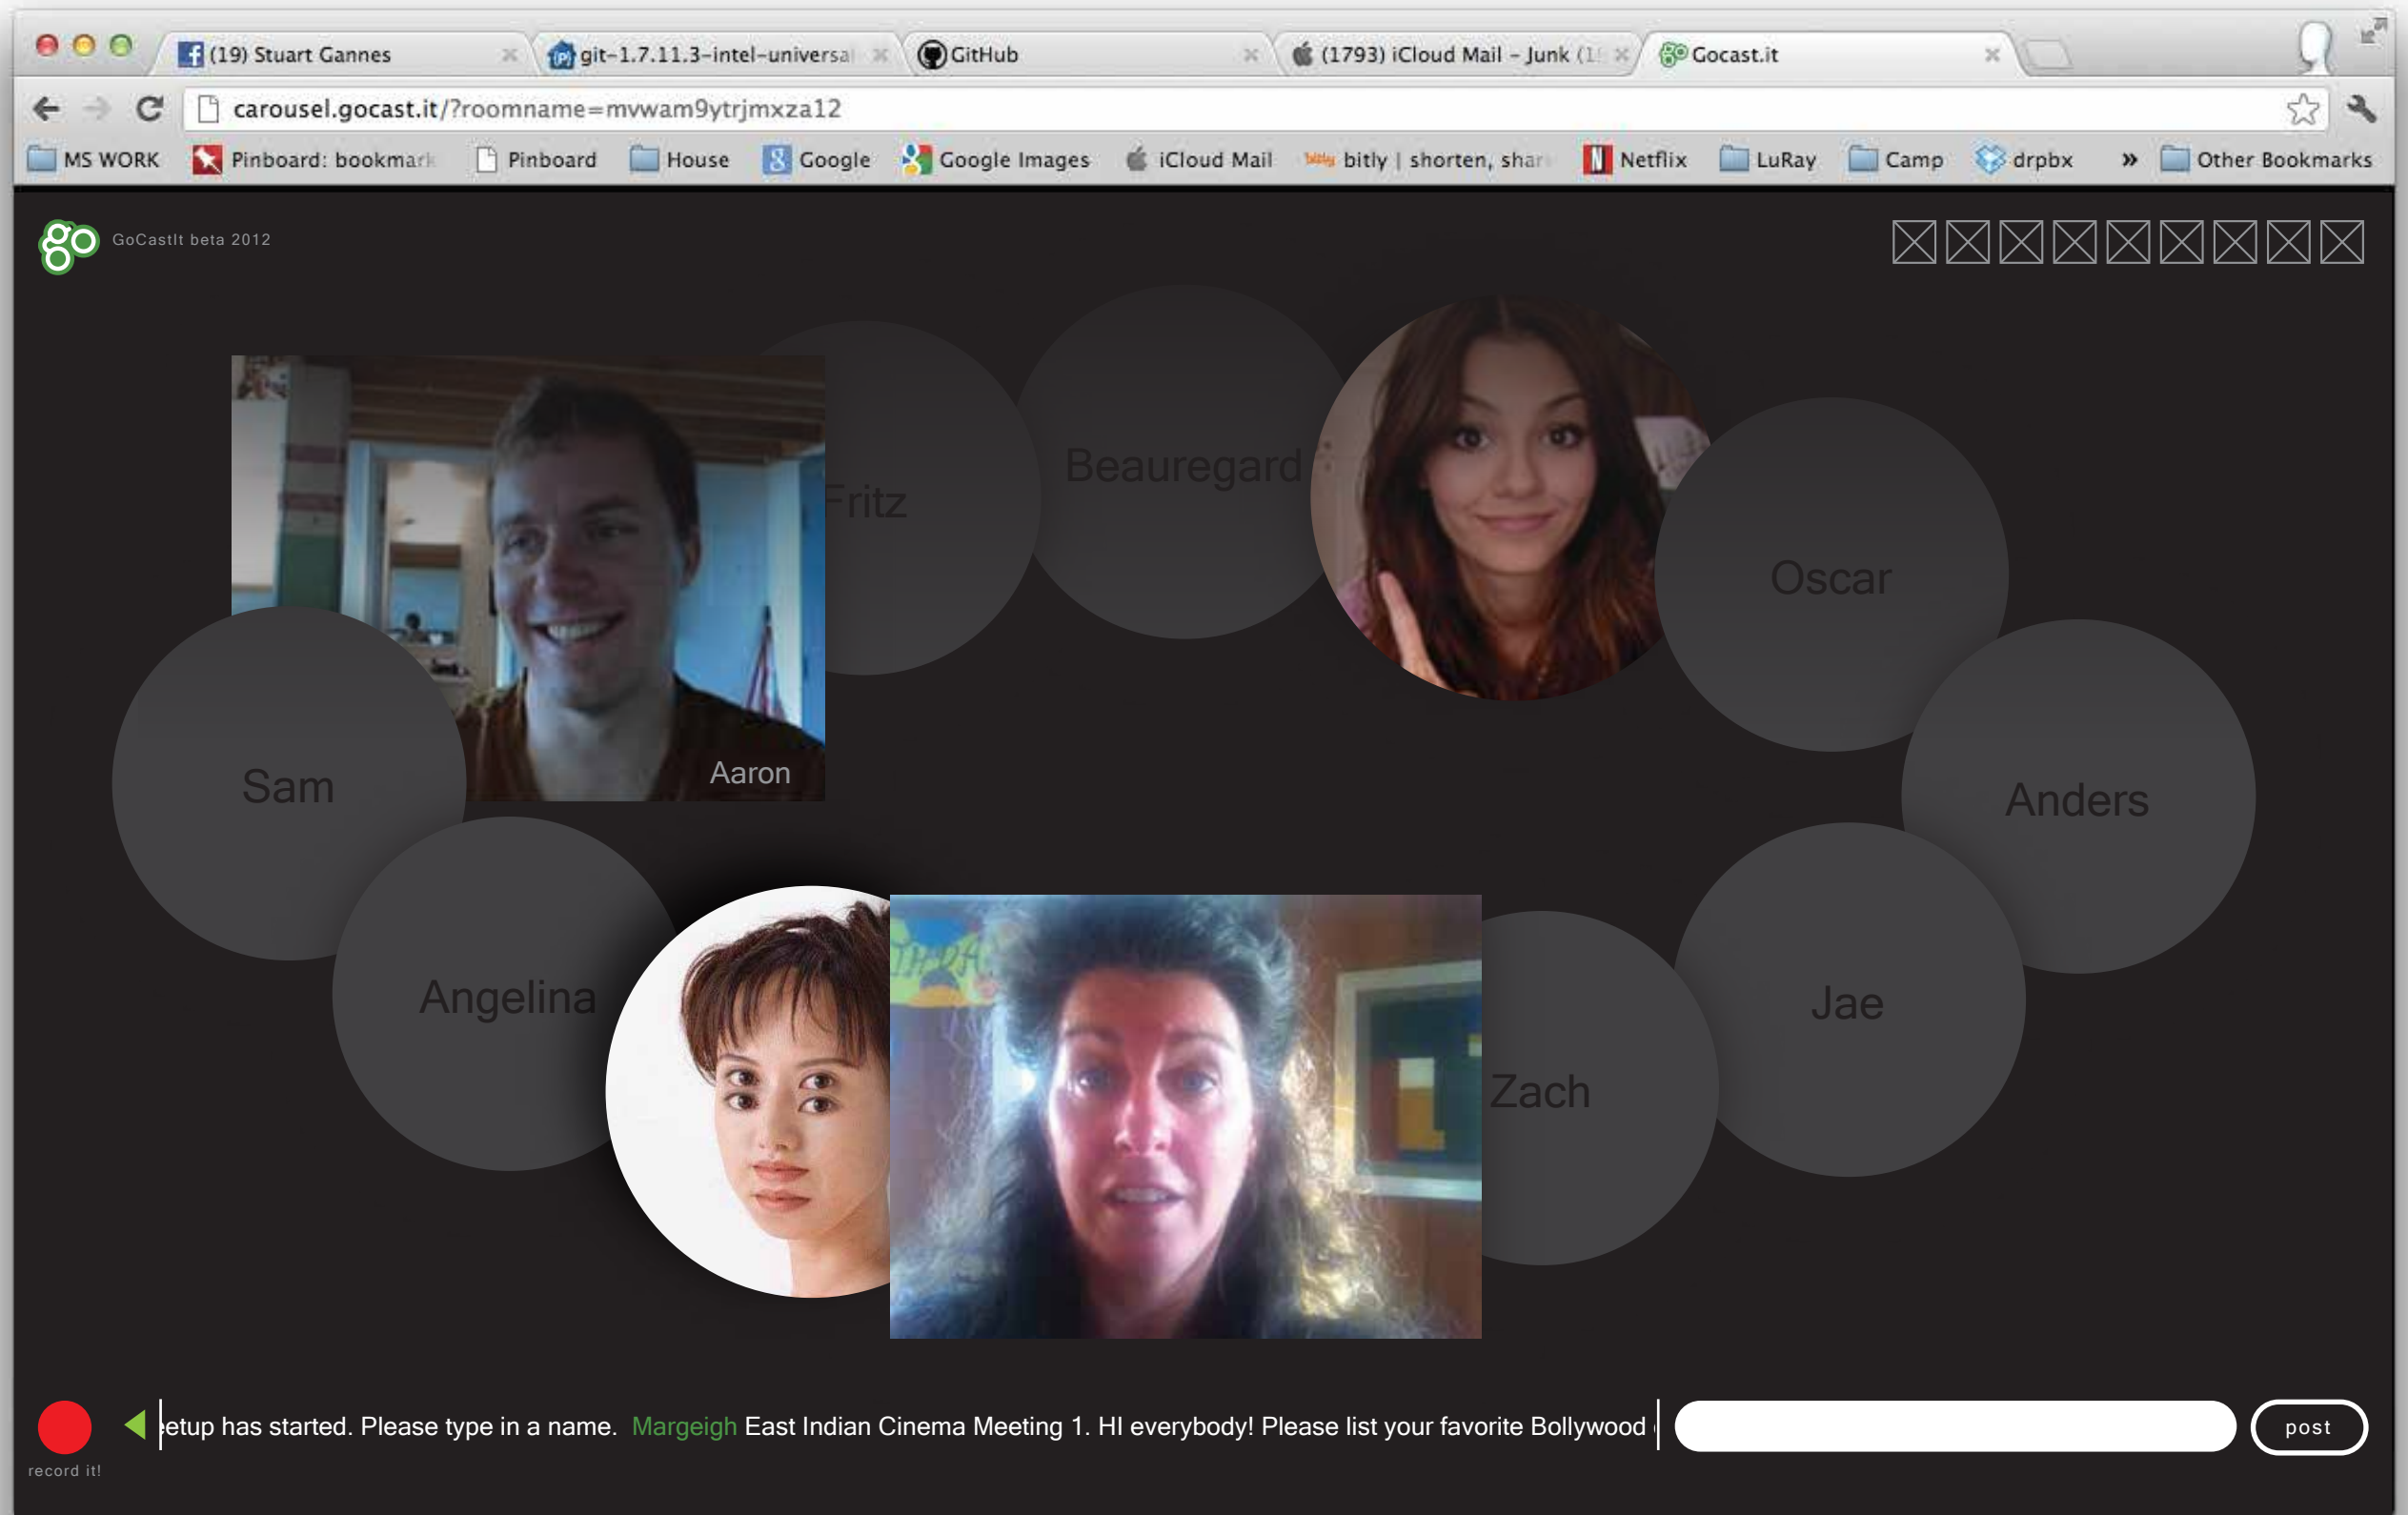 (19) Stuart Gannes
git-1.7.11.3-intel-universal
GitHub
(1793) iCloud Mail - Junk (1
Gocast.it
carousel.gocast.it/?roomname=mvwam9ytrjmxza12
MS WORK
Pinboard: bookmark
Pinboard
House
Google
Google Images
iCloud Mail
bitly | shorten, shar
Netflix
LuRay
Camp
drpbx
»
Other Bookmarks
go GoCastIt beta 2012
Beauregard
Fritz
Oscar
Aaron
Sam
Anders
Angelina
Jae
Zach
etup has started. Please type in a name. Margeigh East Indian Cinema Meeting 1. HI everybody! Please list your favorite Bollywood
post
record it!